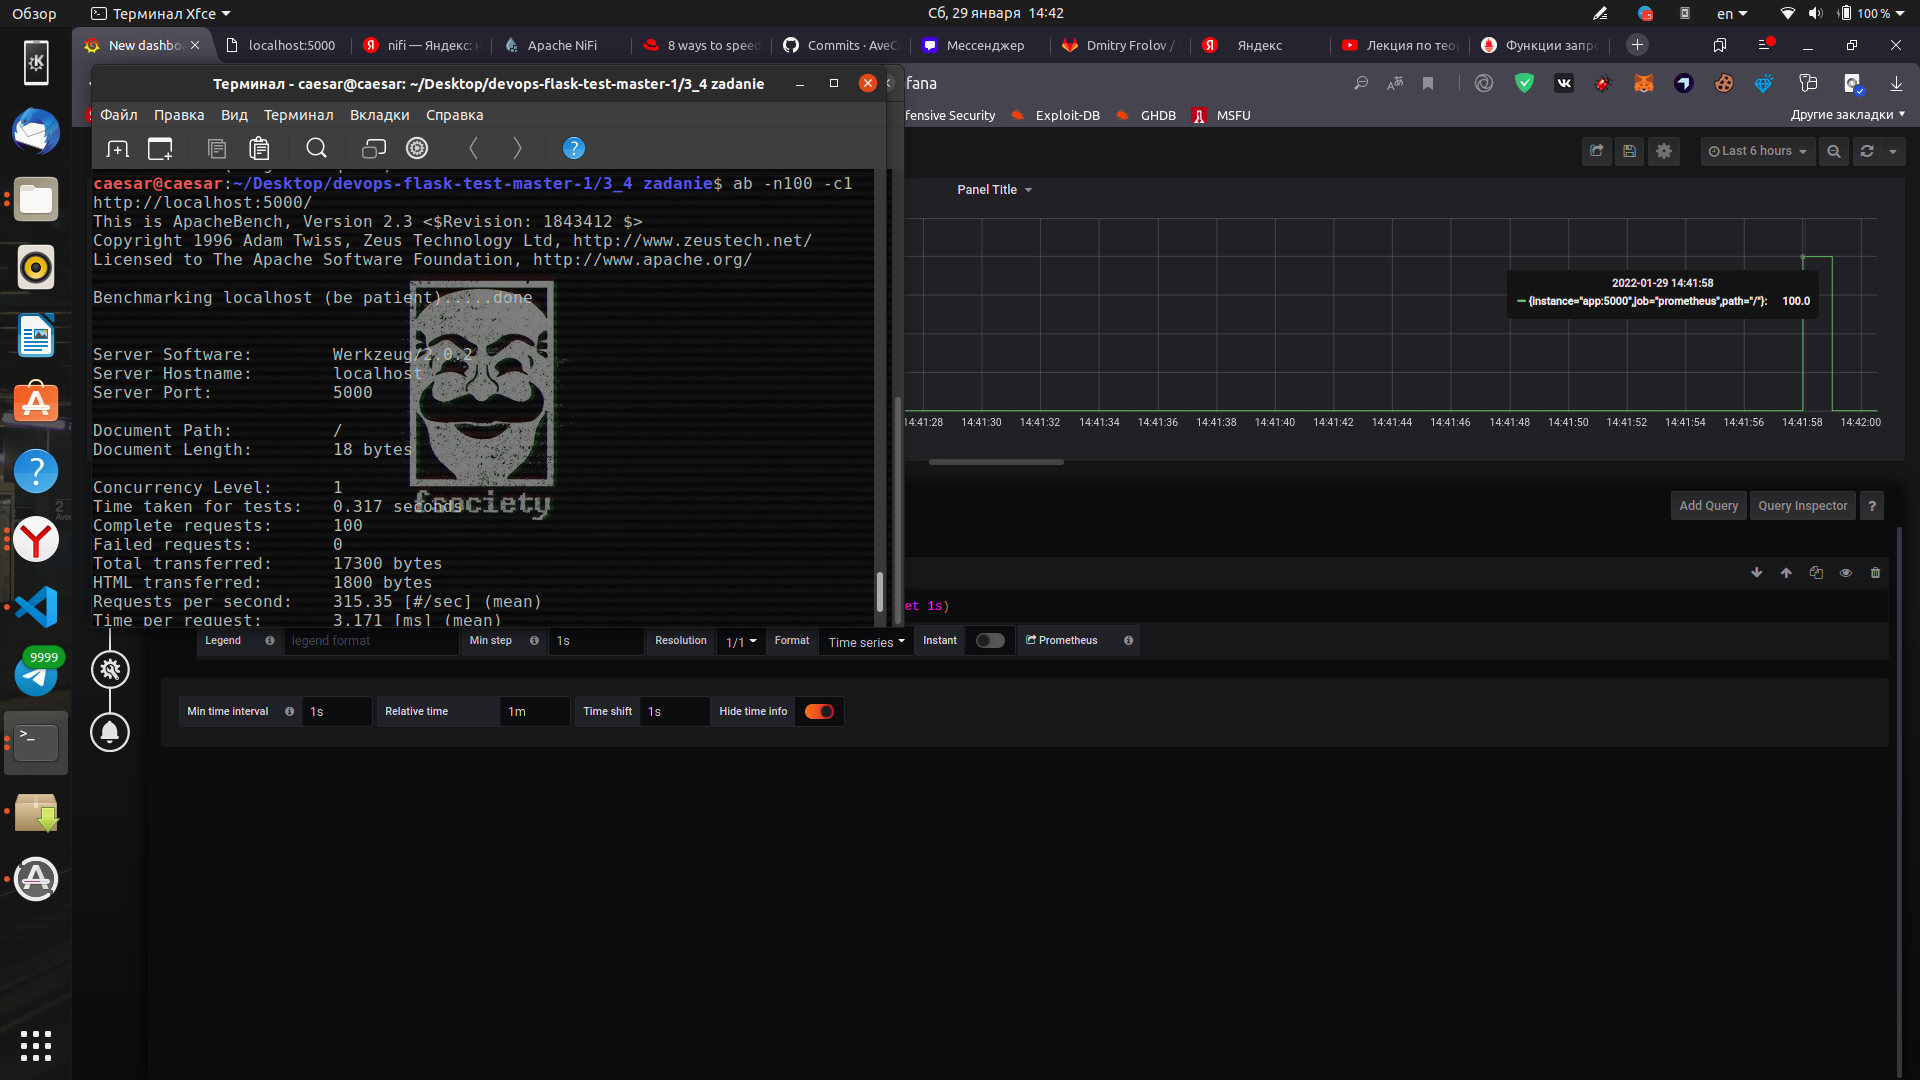 Обзор
Терминал Xfce
Сб, 29 января 14:42
en
100 %
New dashbo
localhost:5000
nifi — Яндекс: н
Apache NiFi
8 ways to speed
Commits · AveC
Мессенджер
Dmitry Frolov /
Яндекс
Лекция по тео
Функции запро
Терминал - caesar@caesar: ~/Desktop/devops-flask-test-master-1/3_4 zadanie
fana
Файл Правка Вид Терминал Вкладки Справка
fensive Security
Exploit-DB
GHDB
MSFU
Другие закладки
Last 6 hours
caesar@caesar:~/Desktop/devops-flask-test-master-1/3_4 zadanie$ ab -n100 -c1
http://localhost:5000/
This is ApacheBench, Version 2.3 <$Revision: 1843412 $>
Copyright 1996 Adam Twiss, Zeus Technology Ltd, http://www.zeustech.net/
Licensed to The Apache Software Foundation, http://www.apache.org/
Benchmarking localhost (be patient).....done
Server Software: Werkzeug/2.0.2
Server Hostname: localhost
Server Port: 5000
Document Path: /
Document Length: 18 bytes
Concurrency Level: 1
Time taken for tests: 0.317 seconds
Complete requests: 100
Failed requests: 0
Total transferred: 17300 bytes
HTML transferred: 1800 bytes
Requests per second: 315.35 [#/sec] (mean)
Time per request: 3.171 [ms] (mean)
fsociety
Panel Title
2022-01-29 14:41:58
{instance="app:5000",job="prometheus",path="/"}: 100.0
14:41:28 14:41:30 14:41:32 14:41:34 14:41:36 14:41:38 14:41:40 14:41:42 14:41:44 14:41:46 14:41:48 14:41:50 14:41:52 14:41:54 14:41:56 14:41:58 14:42:00
Add Query
Query Inspector
?
et 1s)
Legend
legend format
Min step
1s
Resolution
1/1
Format
Time series
Instant
Prometheus
9999
Min time interval
1s
Relative time
1m
Time shift
1s
Hide time info